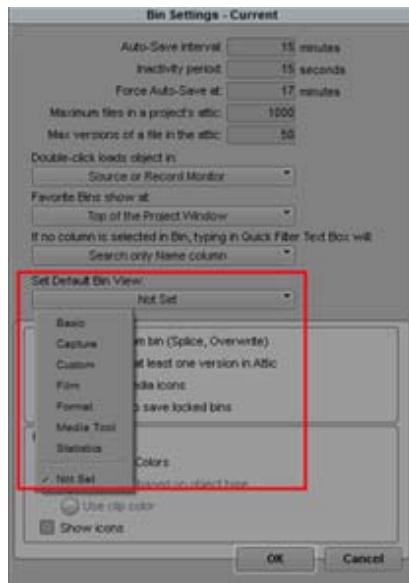 Bin Settings - Current
Auto-Save interval: 15 minutes
Inactivity period: 15 seconds
Force Auto-Save at: 17 minutes
Maximum files in a project's attic: 1000
Max versions of a file in the attic: 50
Double-click loads object in:
Source or Record Monitor
Favorite Bins show at:
Top of the Project Window
If no column is selected in Bin, typing in Quick Filter Text Box will:
Search only Name column
Set Default Bin View:
Not Set
Basic
Capture
Custom
Film
Format
Media Tool
Statistics
✓ Not Set
m bin (Splice, Overwrite)
at least one version in Attic
dia icons
save locked bins
Colors
based on object type
Use clip color
Show icons
OK
Cancel